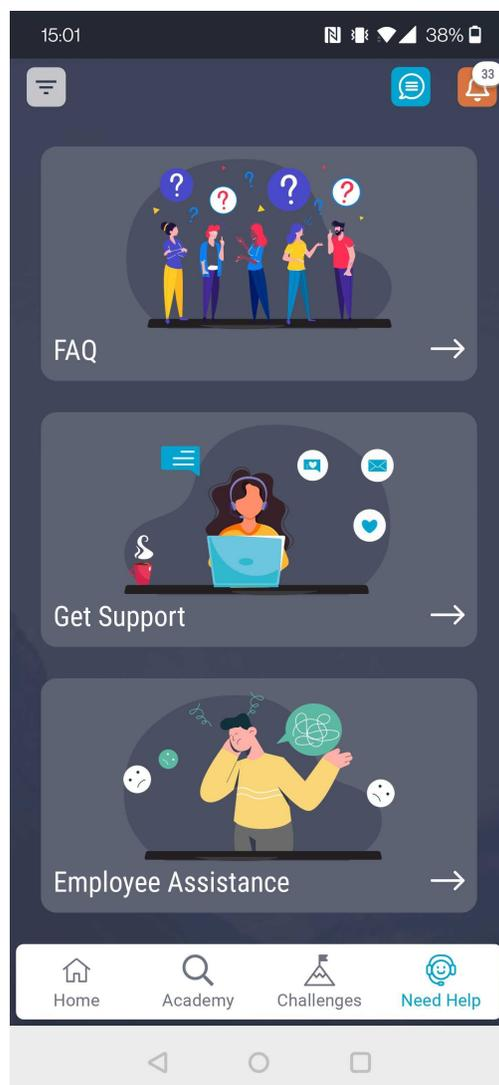 15:01
38%
33
FAQ
Get Support
Employee Assistance
Home
Academy
Challenges
Need Help